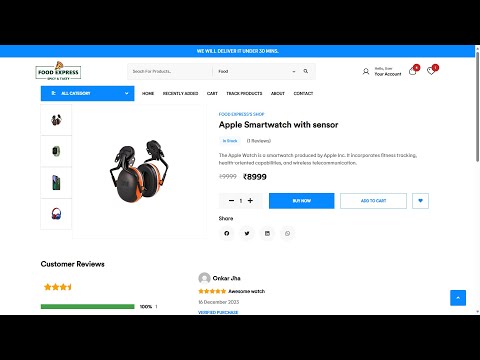 WE WILL DELIVER IT UNDER 30 MINS.
FOOD EXPRESS
SPICY & TASTY
Search For Products...
Food
Hello, User
Your Account
ALL CATEGORY
HOME
RECENTLY ADDED
CART
TRACK PRODUCTS
ABOUT
CONTACT
FOOD EXPRESS'S SHOP
Apple Smartwatch with sensor
In Stock
(1 Reviews)
The Apple Watch is a smartwatch produced by Apple Inc. It incorporates fitness tracking,
health-oriented capabilities, and wireless telecommunication.
₹9999 ₹8999
1
BUY NOW
ADD TO CART
Share
Customer Reviews
100% 1
Onkar Jha
Awesome watch
16 December 2023
VERIFIED PURCHASE